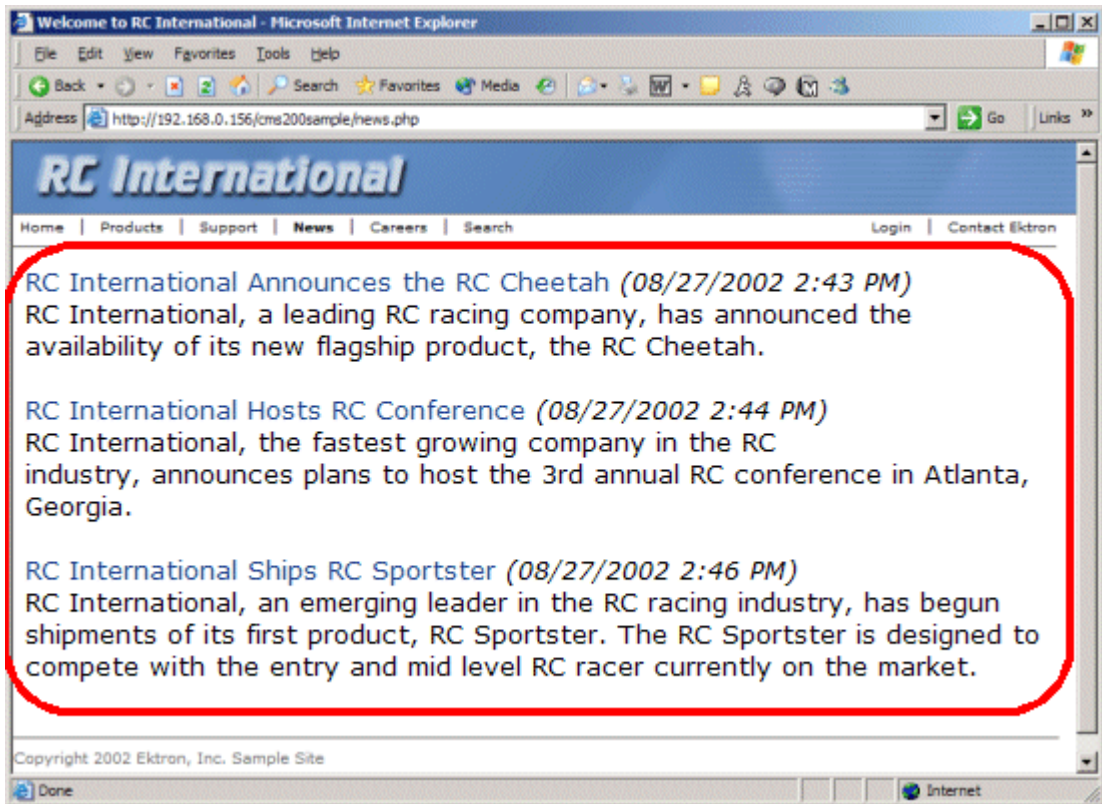 Welcome to RC International - Microsoft Internet Explorer
File Edit View Favorites Tools Help
Back Search Favorites Media
Address http://192.168.0.156/cms200sample/news.php Go Links »
RC International
Home | Products | Support | News | Careers | Search Login | Contact Ektron
RC International Announces the RC Cheetah (08/27/2002 2:43 PM)
RC International, a leading RC racing company, has announced the
availability of its new flagship product, the RC Cheetah.
RC International Hosts RC Conference (08/27/2002 2:44 PM)
RC International, the fastest growing company in the RC
industry, announces plans to host the 3rd annual RC conference in Atlanta,
Georgia.
RC International Ships RC Sportster (08/27/2002 2:46 PM)
RC International, an emerging leader in the RC racing industry, has begun
shipments of its first product, RC Sportster. The RC Sportster is designed to
compete with the entry and mid level RC racer currently on the market.
Copyright 2002 Ektron, Inc. Sample Site
Done Internet